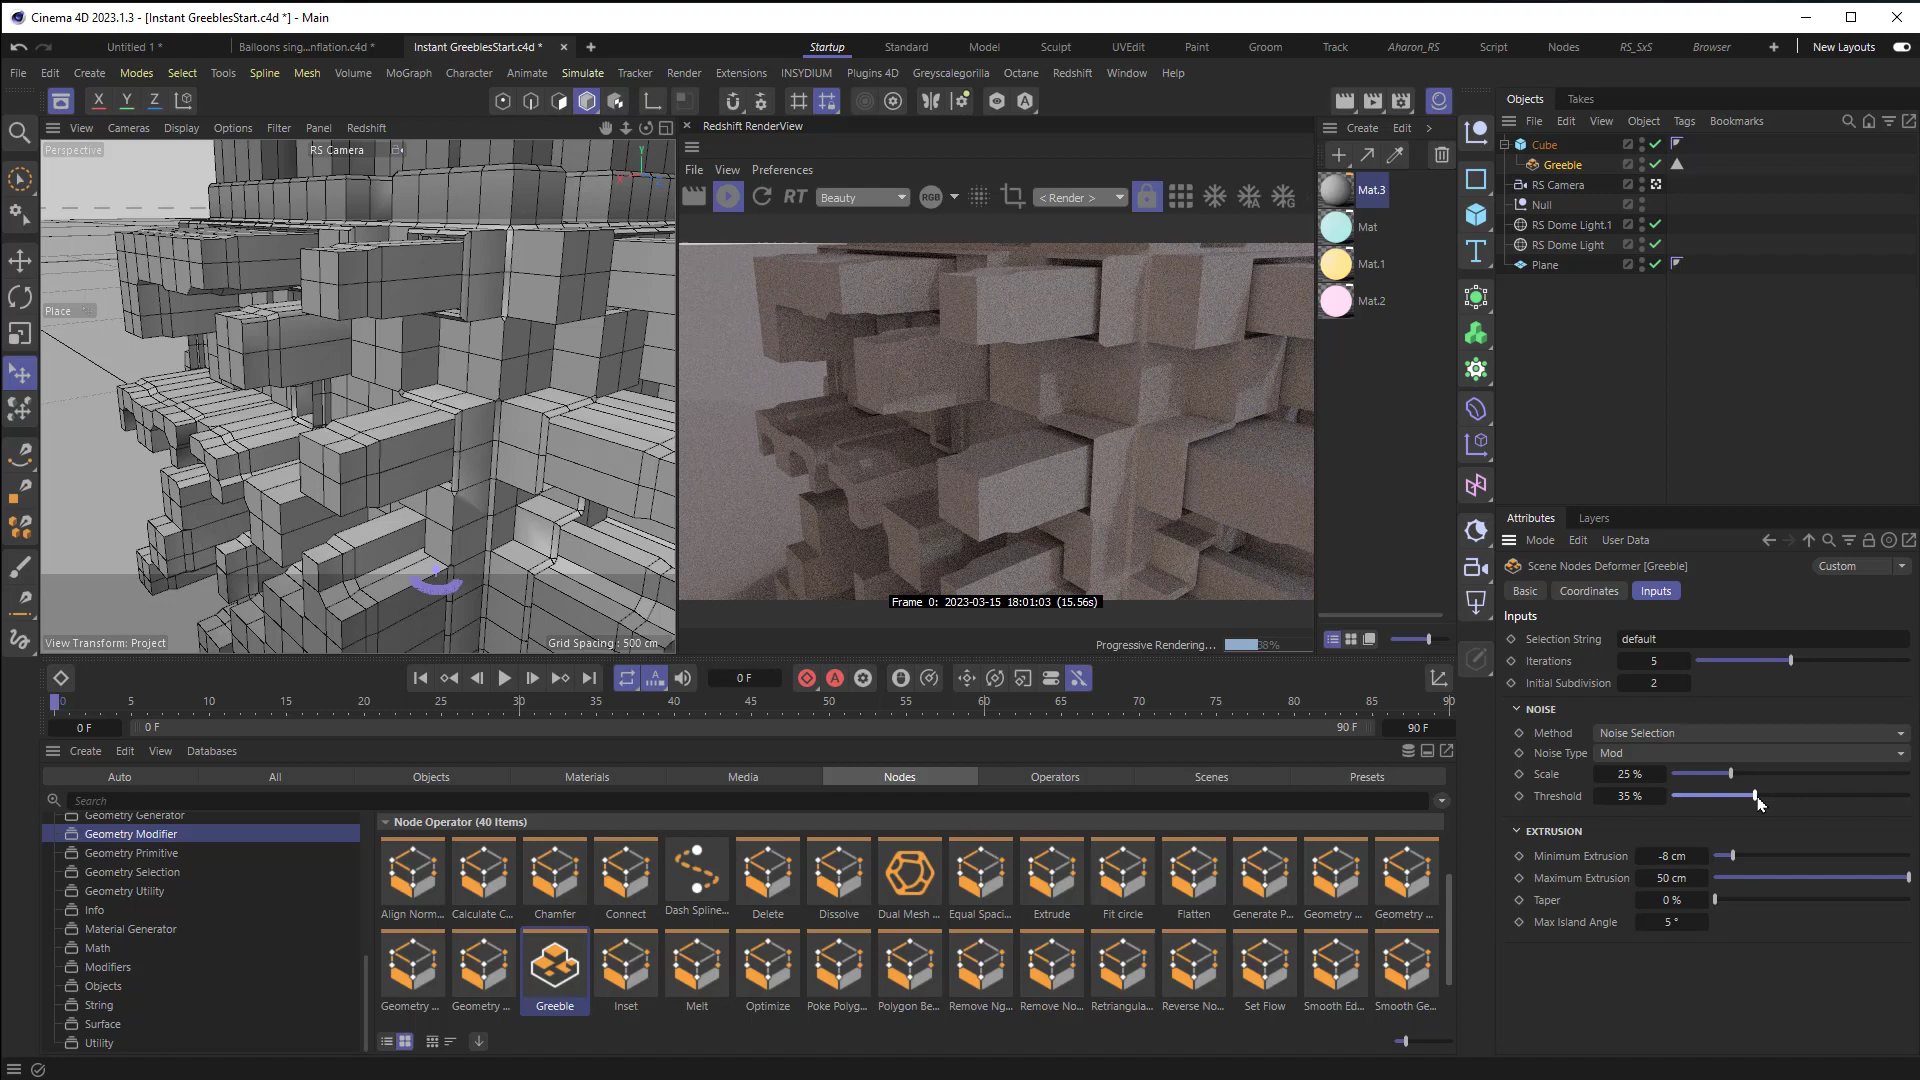 Cinema 4D 2023.1.3 - [Instant GreeblesStart.c4d *] - Main
Untitled 1 *
Balloons sing...nflation.c4d *
Instant GreeblesStart.c4d *
Startup
Standard
Model
Sculpt
UVEdit
Paint
Groom
Track
Aharon_RS
Script
Nodes
RS_SxS
Browser
New Layouts
File Edit Create Modes Select Tools Spline Mesh Volume MoGraph Character Animate Simulate Tracker Render Extensions INSYDIUM Plugins 4D Greyscalegorilla Octane Redshift Window Help
X Y Z
Objects
Takes
File Edit View Object Tags Bookmarks
View Cameras Display Options Filter Panel Redshift
Perspective
RS Camera
Y
Place
View Transform: Project
Grid Spacing : 500 cm
Redshift RenderView
File View Preferences
RT
Beauty
RGB
< Render >
Frame 0: 2023-03-15 18:01:03 (15.56s)
Progressive Rendering...
38%
Create Edit
Mat.3
Mat
Mat.1
Mat.2
Cube
Greeble
RS Camera
Null
RS Dome Light.1
RS Dome Light
Plane
Attributes
Layers
Mode Edit User Data
Scene Nodes Deformer [Greeble]
Custom
Basic
Coordinates
Inputs
Inputs
Selection String default
Iterations 5
Initial Subdivision 2
NOISE
Method Noise Selection
Noise Type Mod
Scale 25 %
Threshold 35 %
EXTRUSION
Minimum Extrusion -8 cm
Maximum Extrusion 50 cm
Taper 0 %
Max Island Angle 5 °
0 F
0 5 10 15 20 25 30 35 40 45 50 55 60 65 70 75 80 85 90
0 F
0 F
90 F
90 F
Create Edit View Databases
Auto
All
Objects
Materials
Media
Nodes
Operators
Scenes
Presets
Search
Geometry Generator
Geometry Modifier
Geometry Primitive
Geometry Selection
Geometry Utility
Info
Material Generator
Math
Modifiers
Objects
String
Surface
Utility
Node Operator (40 Items)
Align Norm...
Calculate C...
Chamfer
Connect
Dash Spline...
Delete
Dissolve
Dual Mesh ...
Equal Spaci...
Extrude
Fit circle
Flatten
Generate P...
Geometry ...
Geometry ...
Geometry ...
Geometry ...
Greeble
Inset
Melt
Optimize
Poke Polyg...
Polygon Be...
Remove Ng...
Remove No...
Retriangula...
Reverse No...
Set Flow
Smooth Ed...
Smooth Ge...